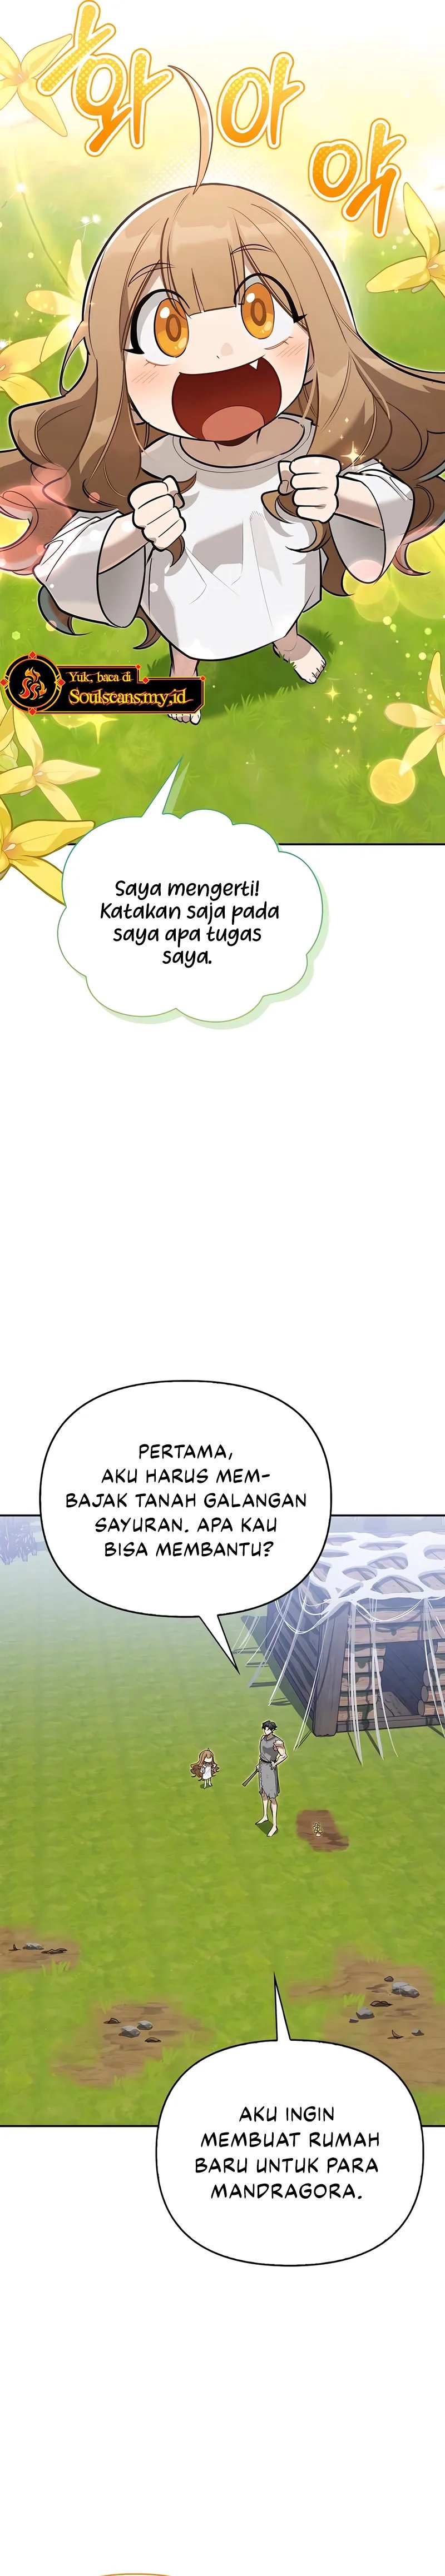 화아악
Yuk, baca di
Soulscans.my.id
Saya mengerti!
Katakan saja pada
saya apa tugas
saya.
PERTAMA,
AKU HARUS MEM-
BAJAK TANAH GALANGAN
SAYURAN. APA KAU
BISA MEMBANTU?
AKU INGIN
MEMBUAT RUMAH
BARU UNTUK PARA
MANDRAGORA.